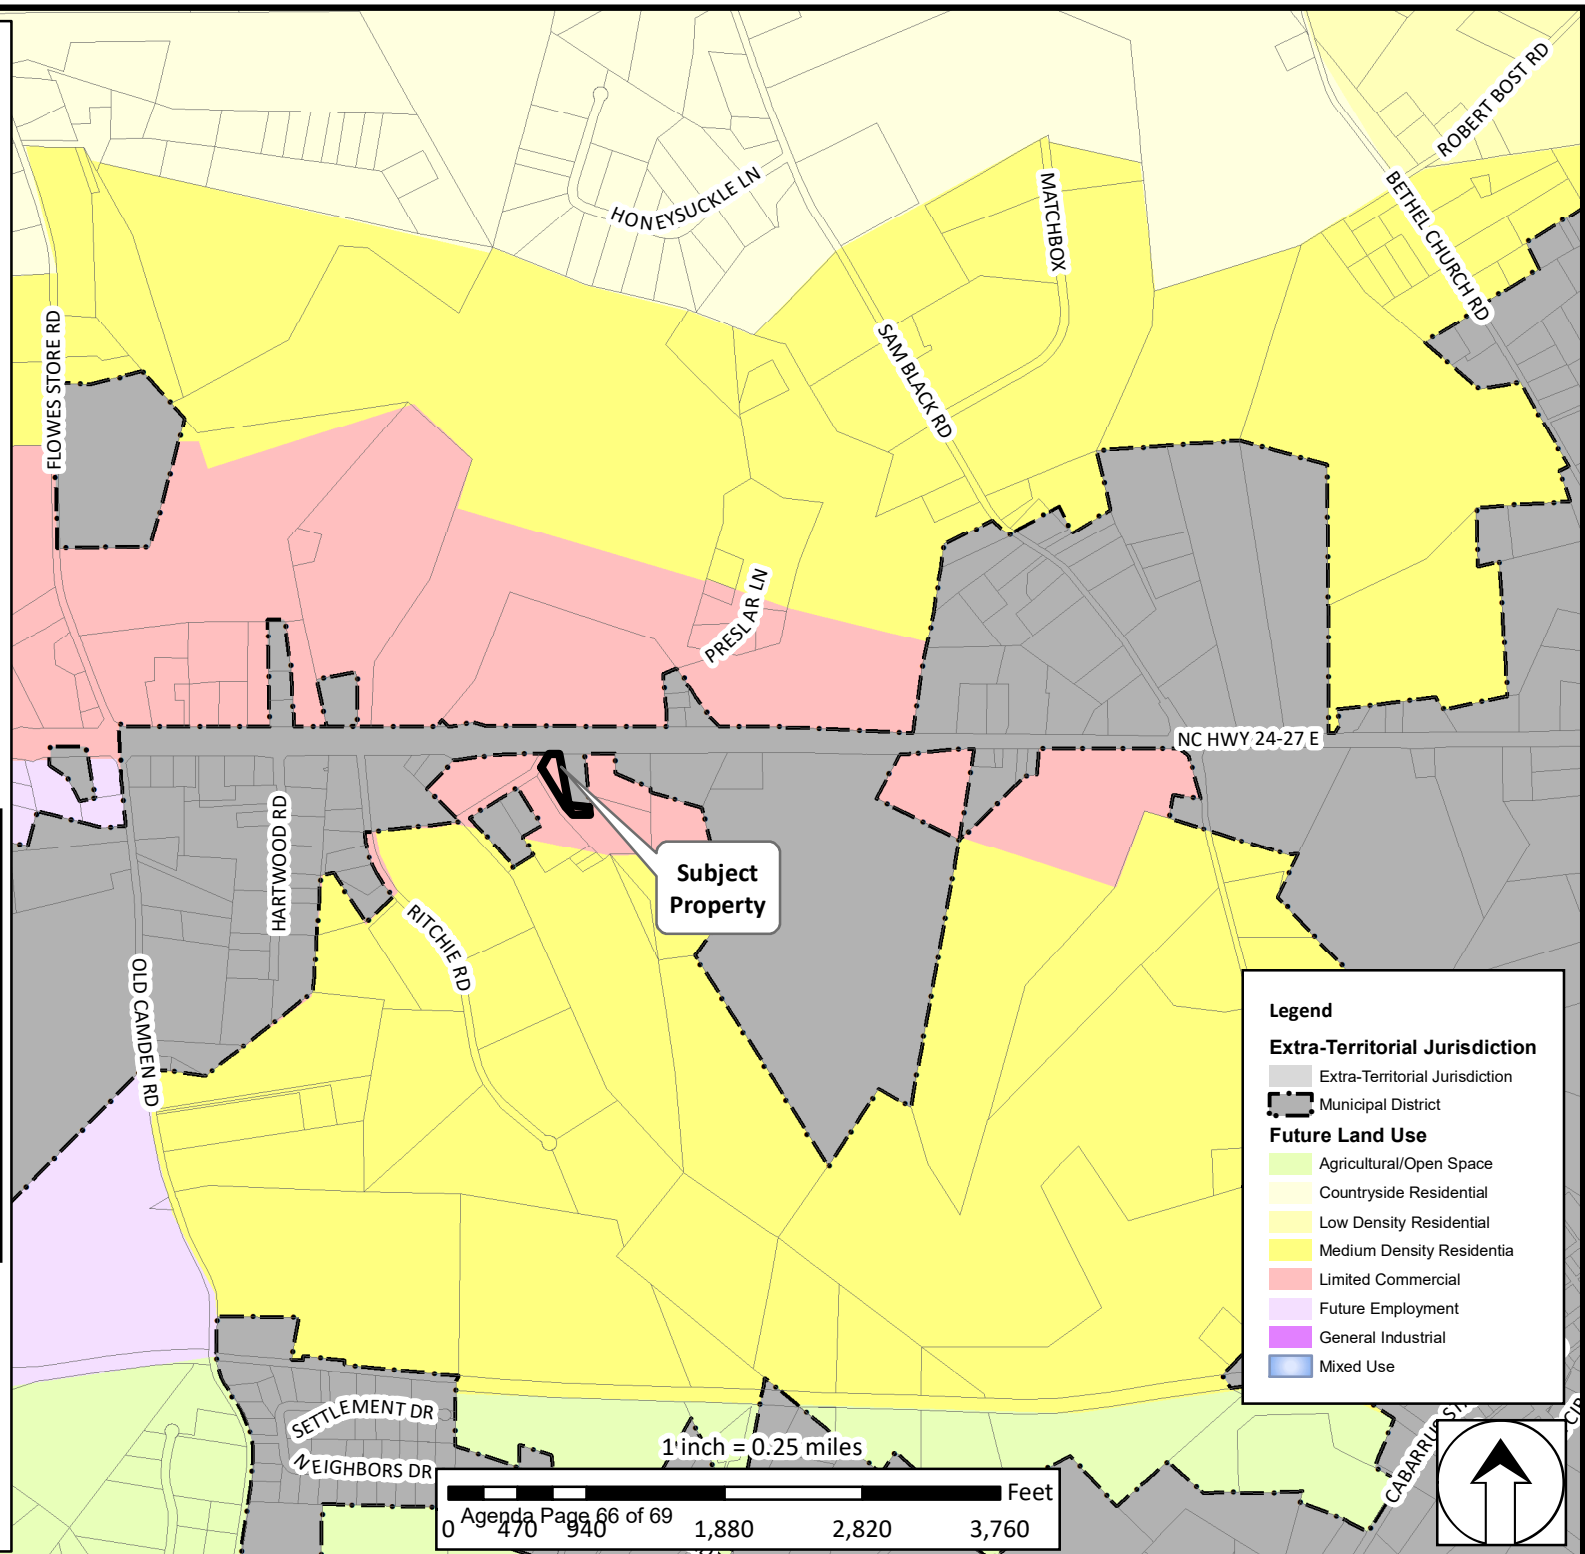 ROBERT BOST RD
HONEYSUCKLE LN
MATCHBOX
BETHEL CHURCH RD
FLOWES STORE RD
SAM BLACK RD
PRESLAR LN
NC HWY 24-27 E
HARTWOOD RD
Subject
Property
RITCHIE RD
OLD CAMDEN RD
Legend
Extra-Territorial Jurisdiction
Extra-Territorial Jurisdiction
Municipal District
Future Land Use
Agricultural/Open Space
Countryside Residential
Low Density Residential
Medium Density Residentia
Limited Commercial
Future Employment
General Industrial
Mixed Use
SETTLEMENT DR
NEIGHBORS DR
CABARRUS
CIR
1 inch = 0.25 miles
Feet
Agenda Page 66 of 69
0 470 940 1,880 2,820 3,760